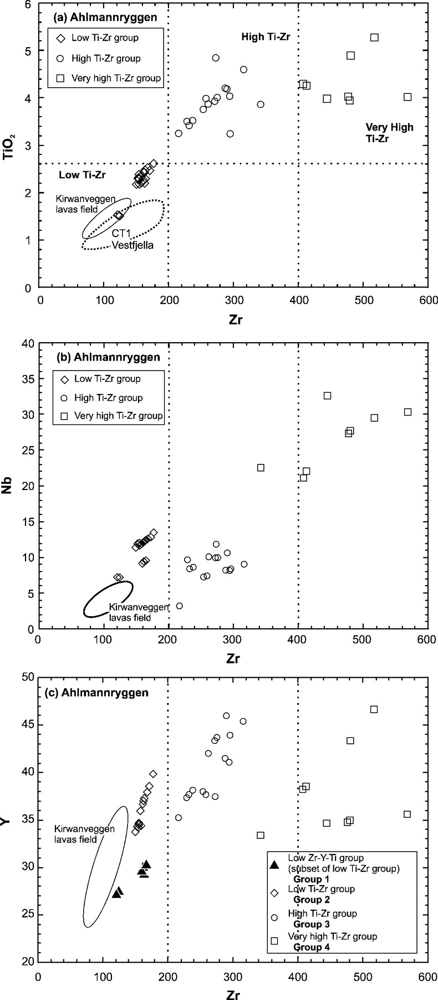 (a) Ahlmannryggen
Low Ti-Zr group
High Ti-Zr group
Very high Ti-Zr group
High Ti-Zr
Very High
Ti-Zr
Low Ti-Zr
Kirwanveggen
lavas field
CT1
Vestfjella
6
5
4
3
2
1
0
TiO₂
0 100 200 300 400 500 600
Zr
(b) Ahlmannryggen
Low Ti-Zr group
High Ti-Zr group
Very high Ti-Zr group
Kirwanveggen
lavas field
40
35
30
25
20
15
10
5
0
Nb
0 100 200 300 400 500 600
Zr
(c) Ahlmannryggen
Kirwanveggen
lavas field
Low Zr-Y-Ti group
(subset of low Ti-Zr group)
Group 1
Low Ti-Zr group
Group 2
High Ti-Zr group
Group 3
Very high Ti-Zr group
Group 4
50
45
40
35
30
25
20
Y
0 100 200 300 400 500 600
Zr